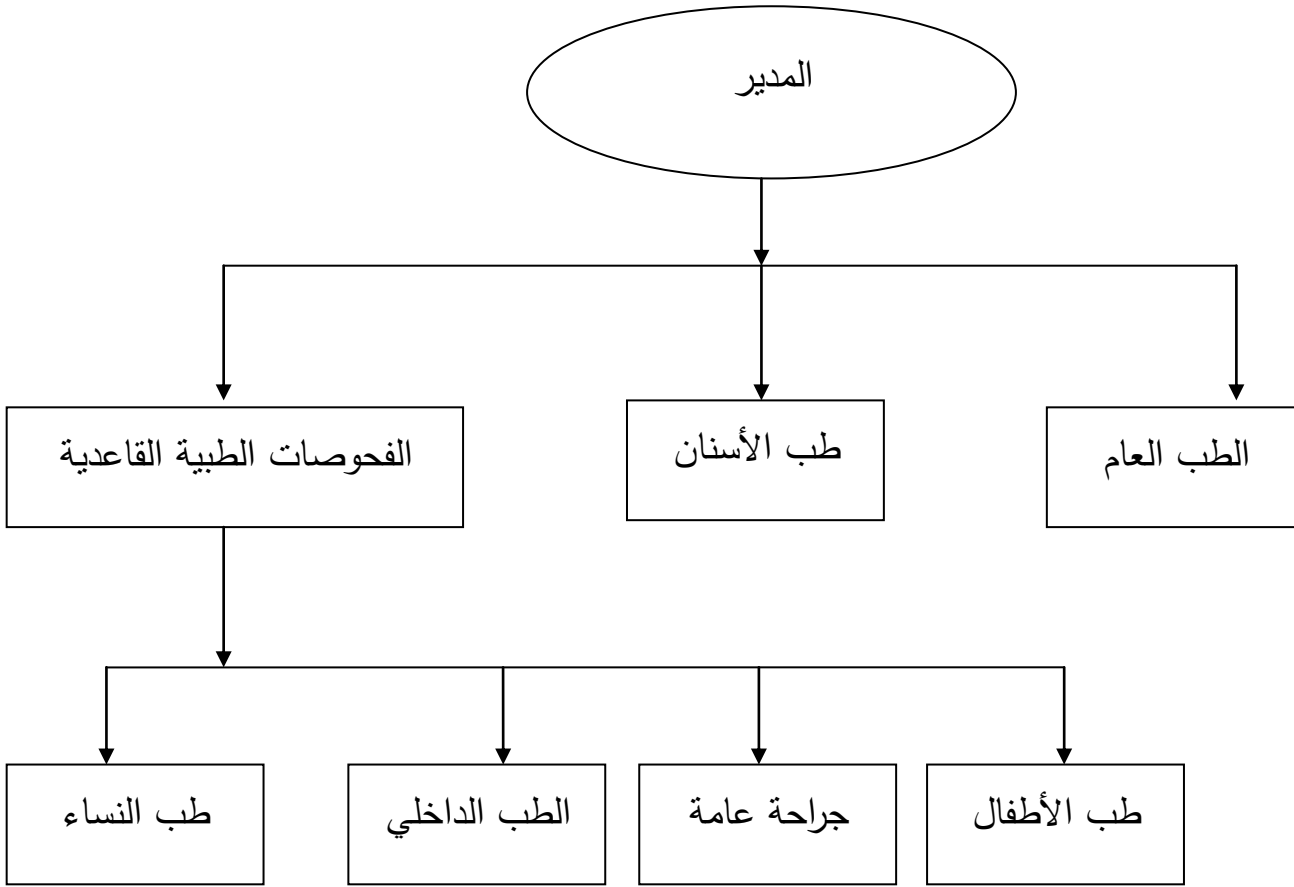 المدير
الطب العام
طب الأسنان
الفحوصات الطبية القاعدية
طب الأطفال
جراحة عامة
الطب الداخلي
طب النساء